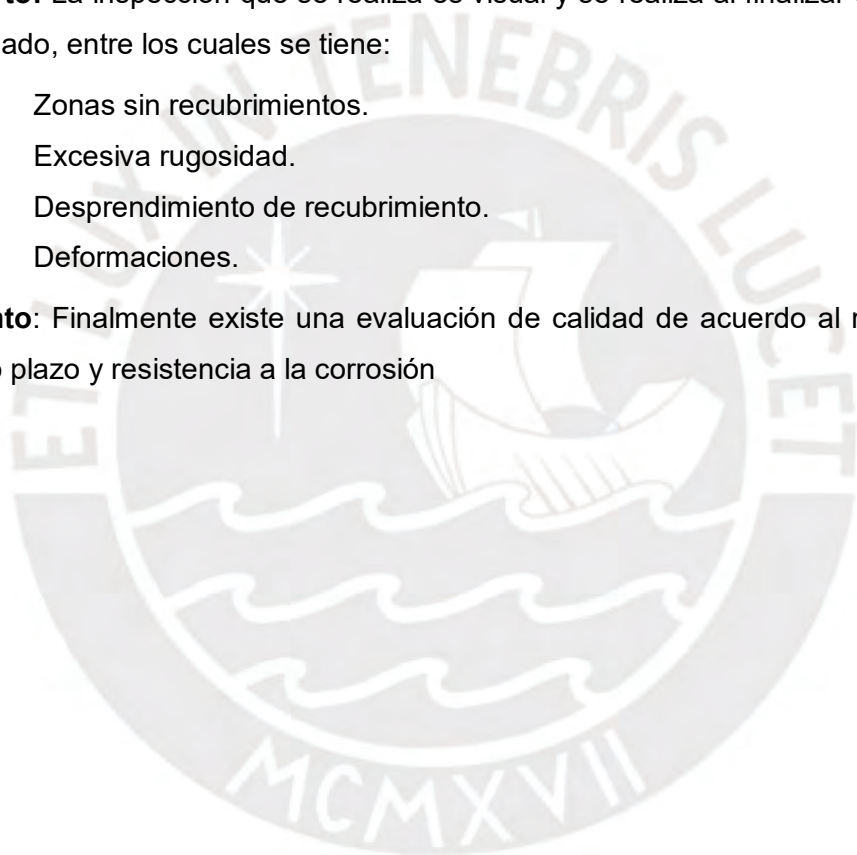 rto: La inspección que se realiza es visual y se realiza al finalizar
ado, entre los cuales se tiene:
Zonas sin recubrimientos.
Excesiva rugosidad.
Desprendimiento de recubrimiento.
Deformaciones.
nto: Finalmente existe una evaluación de calidad de acuerdo al
plazo y resistencia a la corrosión
ET LUX IN TENEBRIS LUCET
MCMXVII